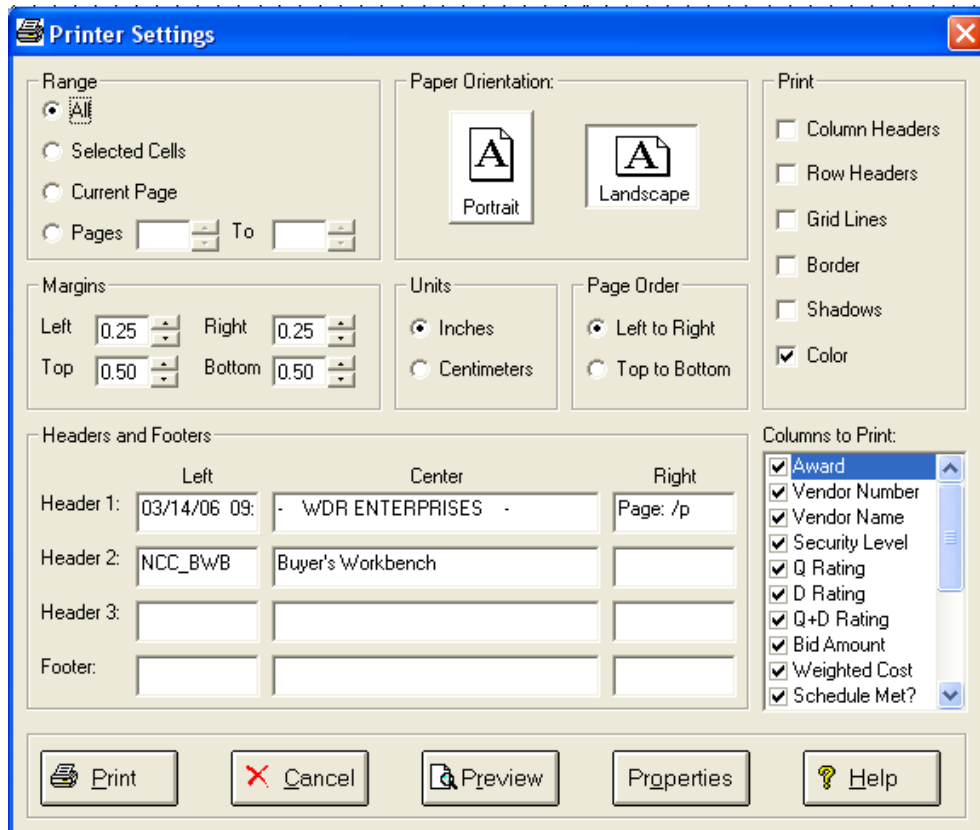 Printer Settings
Range
All
Selected Cells
Current Page
Pages To
Paper Orientation:
A
Portrait
A
Landscape
Print
Column Headers
Row Headers
Grid Lines
Border
Shadows
Color
Margins
Left 0.25 Right 0.25
Top 0.50 Bottom 0.50
Units
Inches
Centimeters
Page Order
Left to Right
Top to Bottom
Headers and Footers
Left Center Right
Header 1: 03/14/06 09: - WDR ENTERPRISES - Page: /p
Header 2: NCC_BWB Buyer's Workbench
Header 3:
Footer:
Columns to Print:
Award
Vendor Number
Vendor Name
Security Level
Q Rating
D Rating
Q+D Rating
Bid Amount
Weighted Cost
Schedule Met?
Print Cancel Preview Properties Help